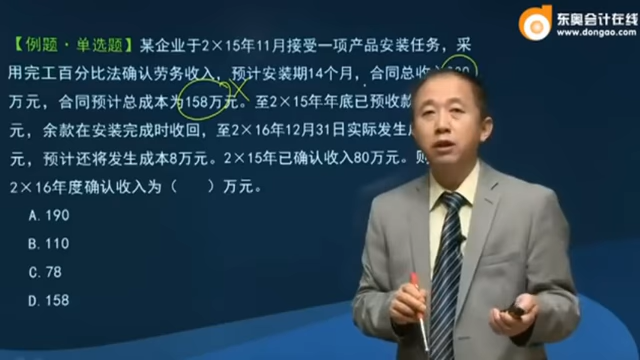 东奥会计在线
www.dongao.com
【例题·单选题】某企业于2×15年11月接受一项产品安装任务，采
用完工百分比法确认劳务收入，预计安装期14个月，合同总收
万元，合同预计总成本为158万元。至2×15年年底已预收款
元，余款在安装完成时收回，至2×16年12月31日实际发生
元，预计还将发生成本8万元。2×15年已确认收入80万元。则
2×16年度确认收入为（ ）万元。
A. 190
B. 110
C. 78
D. 158